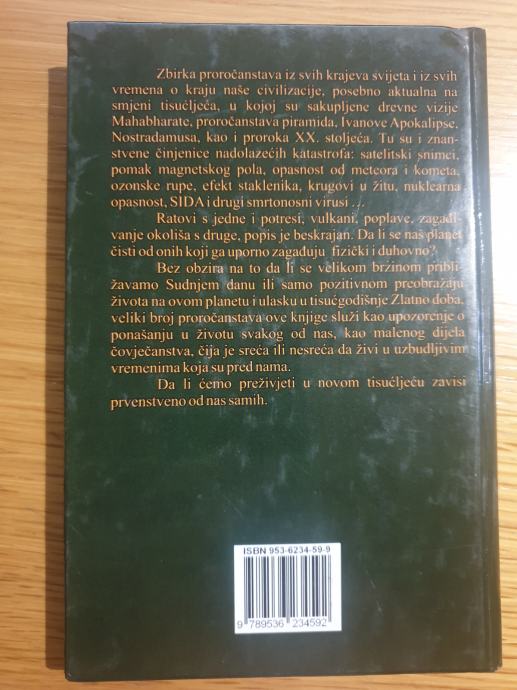 Zbirka proročanstava iz svih krajeva svijeta i iz svih
vremena o kraju naše civilizacije, posebno aktualna na
smjeni tisućljeća, u kojoj su sakupljene drevne vizije
Mahabharate, proročanstva piramida, Ivanove Apokalipse,
Nostradamusa, kao i proroka XX. stoljeća. Tu su i znan-
stvene činjenice nadolazećih katastrofa: satelitski snimci,
pomak magnetskog pola, opasnost od meteora i kometa,
ozonske rupe, efekt staklenika, krugovi u žitu, nuklearna
opasnost, SIDA i drugi smrtonosni virusi ...
Ratovi s jedne i potresi, vulkani, poplave, zagađi-
vanje okoliša s druge, popis je beskrajan. Da li se naš planet
čisti od onih koji ga uporno zagađuju fizički i duhovno?
Bez obzira na to da li se velikom brzinom pribli-
žavamo Sudnjem danu ili samo pozitivnom preobražaju
života na ovom planetu i ulasku u tisućgodišnje Zlatno doba,
veliki broj proročanstava ove knjige služi kao upozorenje o
ponašanju u životu svakog od nas, kao malenog dijela
čovječanstva, čija je sreća ili nesreća da živi u uzbudljivim
vremenima koja su pred nama.
Da li ćemo preživjeti u novom tisućljeću zavisi
prvenstveno od nas samih.
ISBN 953-6234-59-9
9 789536 234592